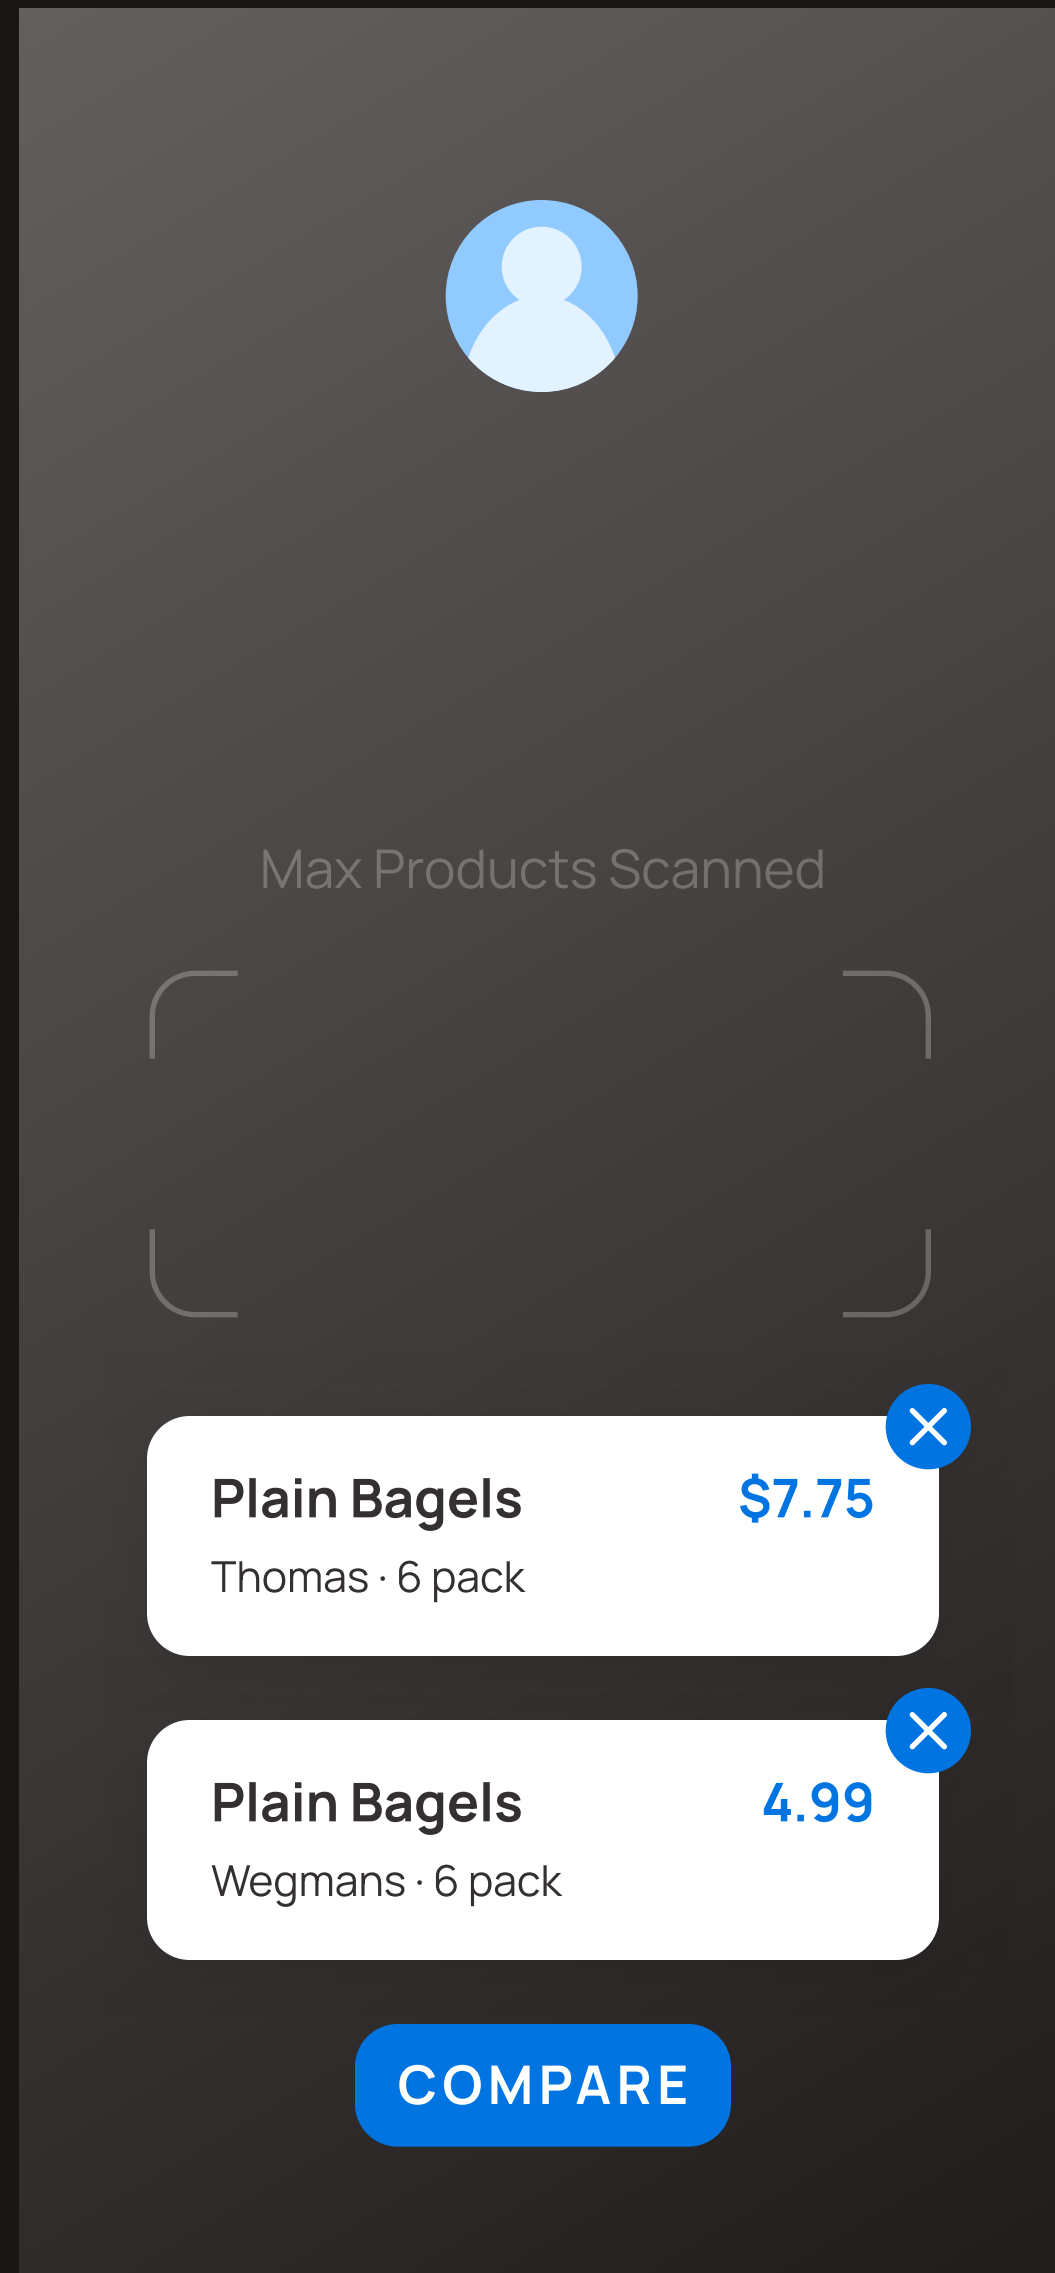 Max Products Scanned
Plain Bagels $7.75
Thomas · 6 pack
Plain Bagels 4.99
Wegmans · 6 pack
COMPARE